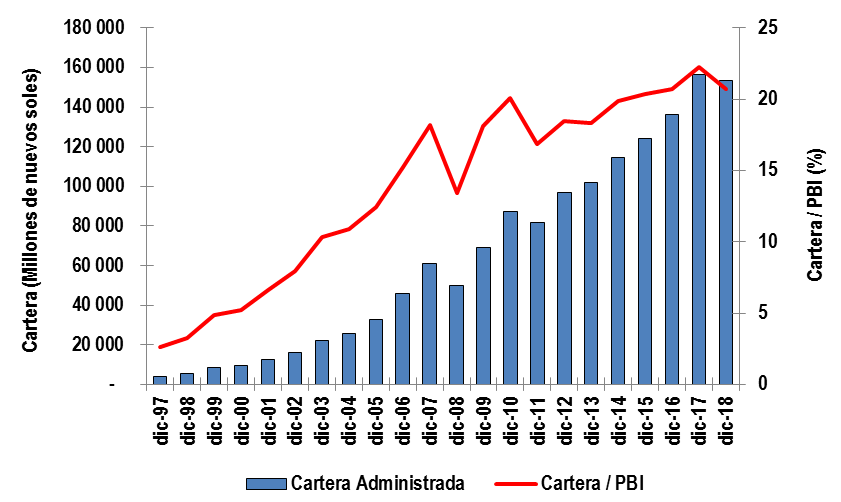 Cartera (Millones de nuevos soles)
180 000
160 000
140 000
120 000
100 000
80 000
60 000
40 000
20 000
-
25
20
15
10
5
0
Cartera / PBI (%)
dic-97
dic-98
dic-99
dic-00
dic-01
dic-02
dic-03
dic-04
dic-05
dic-06
dic-07
dic-08
dic-09
dic-10
dic-11
dic-12
dic-13
dic-14
dic-15
dic-16
dic-17
dic-18
Cartera Administrada
Cartera / PBI